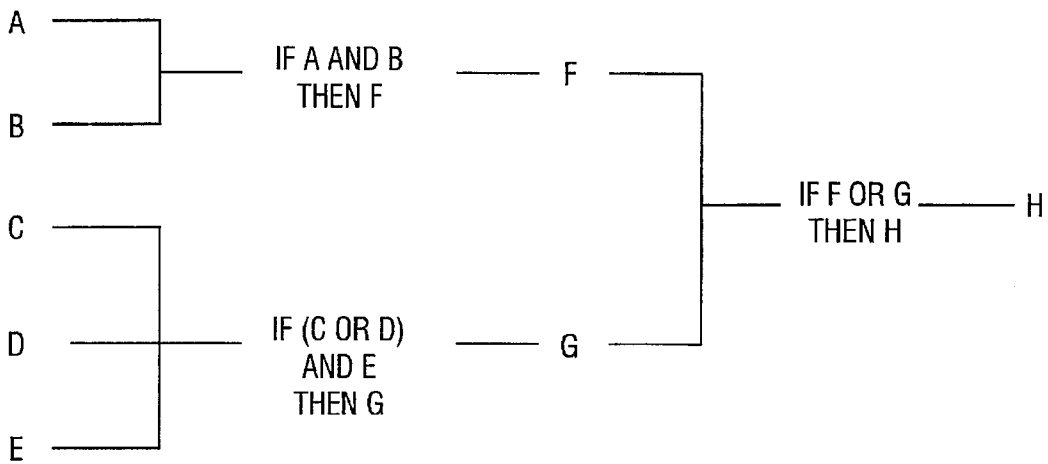 A
B
IF A AND B
THEN F
F
C
D
E
IF (C OR D)
AND E
THEN G
G
IF F OR G
THEN H
H